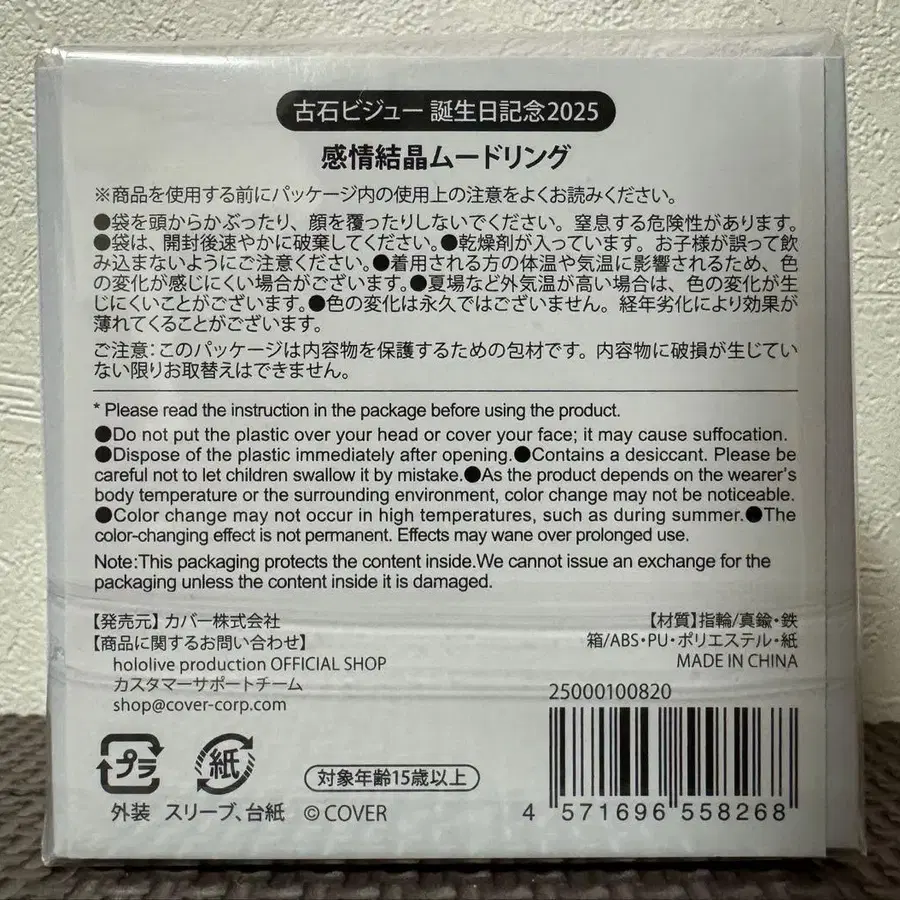 古石ビジュー 誕生日記念2025
感情結晶ムードリング
※商品を使用する前にパッケージ内の使用上の注意をよくお読みください。
●袋を頭からかぶったり、顔を覆ったりしないでください。窒息する危険性があります。
●袋は、開封後速やかに破棄してください。●乾燥剤が入っています。お子様が誤って飲
み込まないようにご注意ください。●着用される方の体温や気温に影響されるため、色
の変化が感じにくい場合がございます。●夏場など外気温が高い場合は、色の変化が生
じにくいことがございます。●色の変化は永久ではございません。経年劣化により効果が
薄れてくることがございます。
ご注意：このパッケージは内容物を保護するための包材です。内容物に破損が生じてい
ない限りお取替えはできません。
* Please read the instruction in the package before using the product.
●Do not put the plastic over your head or cover your face; it may cause suffocation.
●Dispose of the plastic immediately after opening.●Contains a desiccant. Please be
careful not to let children swallow it by mistake.●As the product depends on the wearer's
body temperature or the surrounding environment, color change may not be noticeable.
●Color change may not occur in high temperatures, such as during summer.●The
color-changing effect is not permanent. Effects may wane over prolonged use.
Note:This packaging protects the content inside.We cannot issue an exchange for the
packaging unless the content inside it is damaged.
【発売元】カバー株式会社
【商品に関するお問い合わせ】
hololive production OFFICIAL SHOP
カスタマーサポートチーム
shop@cover-corp.com
【材質】指輪/真鍮・鉄
箱/ABS・PU・ポリエステル・紙
MADE IN CHINA
25000100820
4 571696 558268
プラ
外装
紙
スリーブ、台紙
対象年齢15歳以上
© COVER